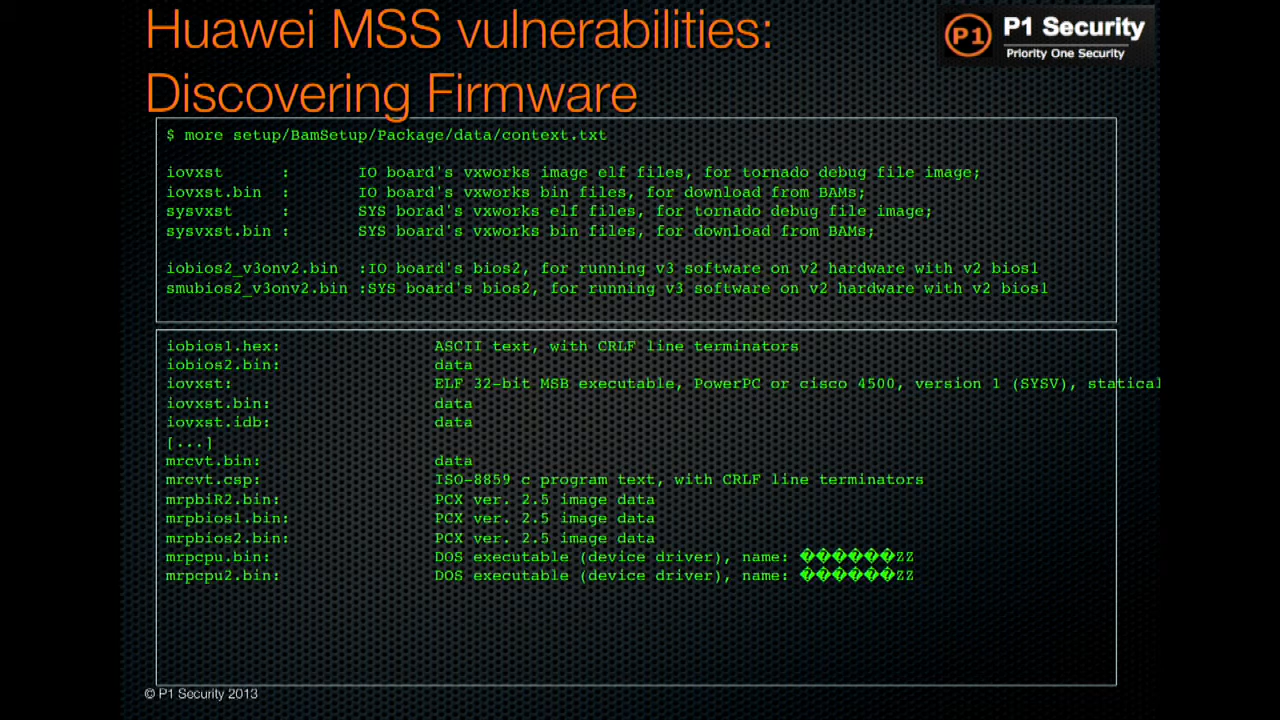 Huawei MSS vulnerabilities:
Discovering Firmware
P1
P1 Security
Priority One Security
$ more setup/BamSetup/Package/data/context.txt
iovxst : IO board's vxworks image elf files, for tornado debug file image;
iovxst.bin : IO board's vxworks bin files, for download from BAMs;
sysvxst : SYS borad's vxworks elf files, for tornado debug file image;
sysvxst.bin : SYS board's vxworks bin files, for download from BAMs;
iobios2_v3onv2.bin :IO board's bios2, for running v3 software on v2 hardware with v2 bios1
smubios2_v3onv2.bin :SYS board's bios2, for running v3 software on v2 hardware with v2 bios1
iobios1.hex: ASCII text, with CRLF line terminators
iobios2.bin: data
iovxst: ELF 32-bit MSB executable, PowerPC or cisco 4500, version 1 (SYSV), statical
iovxst.bin: data
iovxst.idb: data
[...]
mrcvt.bin: data
mrcvt.csp: ISO-8859 c program text, with CRLF line terminators
mrpbiR2.bin: PCX ver. 2.5 image data
mrpbios1.bin: PCX ver. 2.5 image data
mrpbios2.bin: PCX ver. 2.5 image data
mrpcpu.bin: DOS executable (device driver), name: ������ZZ
mrpcpu2.bin: DOS executable (device driver), name: ������ZZ
© P1 Security 2013